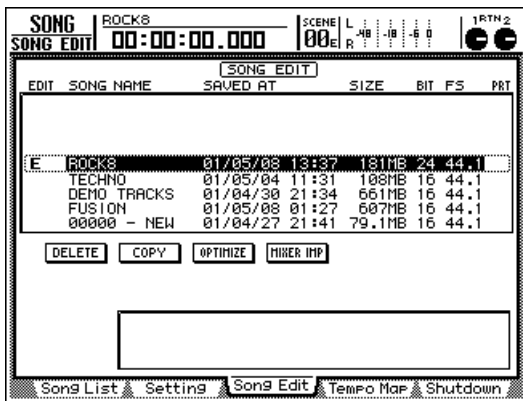 SONG ROCK8 SCENE L 1RTN2
SONG EDIT 00:00:00.000 00E R -48 -18 -6 0
SONG EDIT
EDIT SONG NAME SAVED AT SIZE BIT FS PRT
E ROCK8 01/05/08 13:37 181MB 24 44.1
TECHNO 01/05/04 11:31 108MB 16 44.1
DEMO TRACKS 01/04/30 21:34 661MB 16 44.1
FUSION 01/05/08 01:27 607MB 16 44.1
00000 - NEW 01/04/27 21:41 79.1MB 16 44.1
DELETE COPY OPTIMIZE MIXER IMP
Song List Setting Song Edit Tempo Map Shutdown